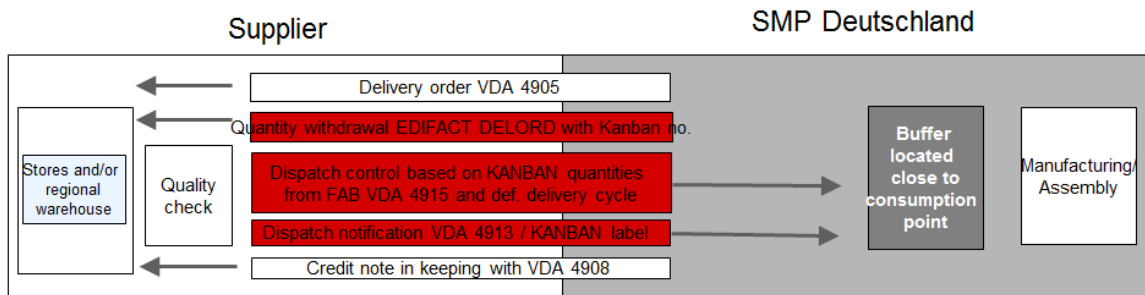 Supplier
SMP Deutschland
Delivery order VDA 4905
Quantity withdrawal EDIFACT DELORD with Kanban no.
Stores and/or
regional
warehouse
Quality
check
Dispatch control based on KANBAN quantities
from FAB VDA 4915 and def. delivery cycle
Buffer
located
close to
consumption
point
Manufacturing/
Assembly
Dispatch notification VDA 4913 / KANBAN label
Credit note in keeping with VDA 4908